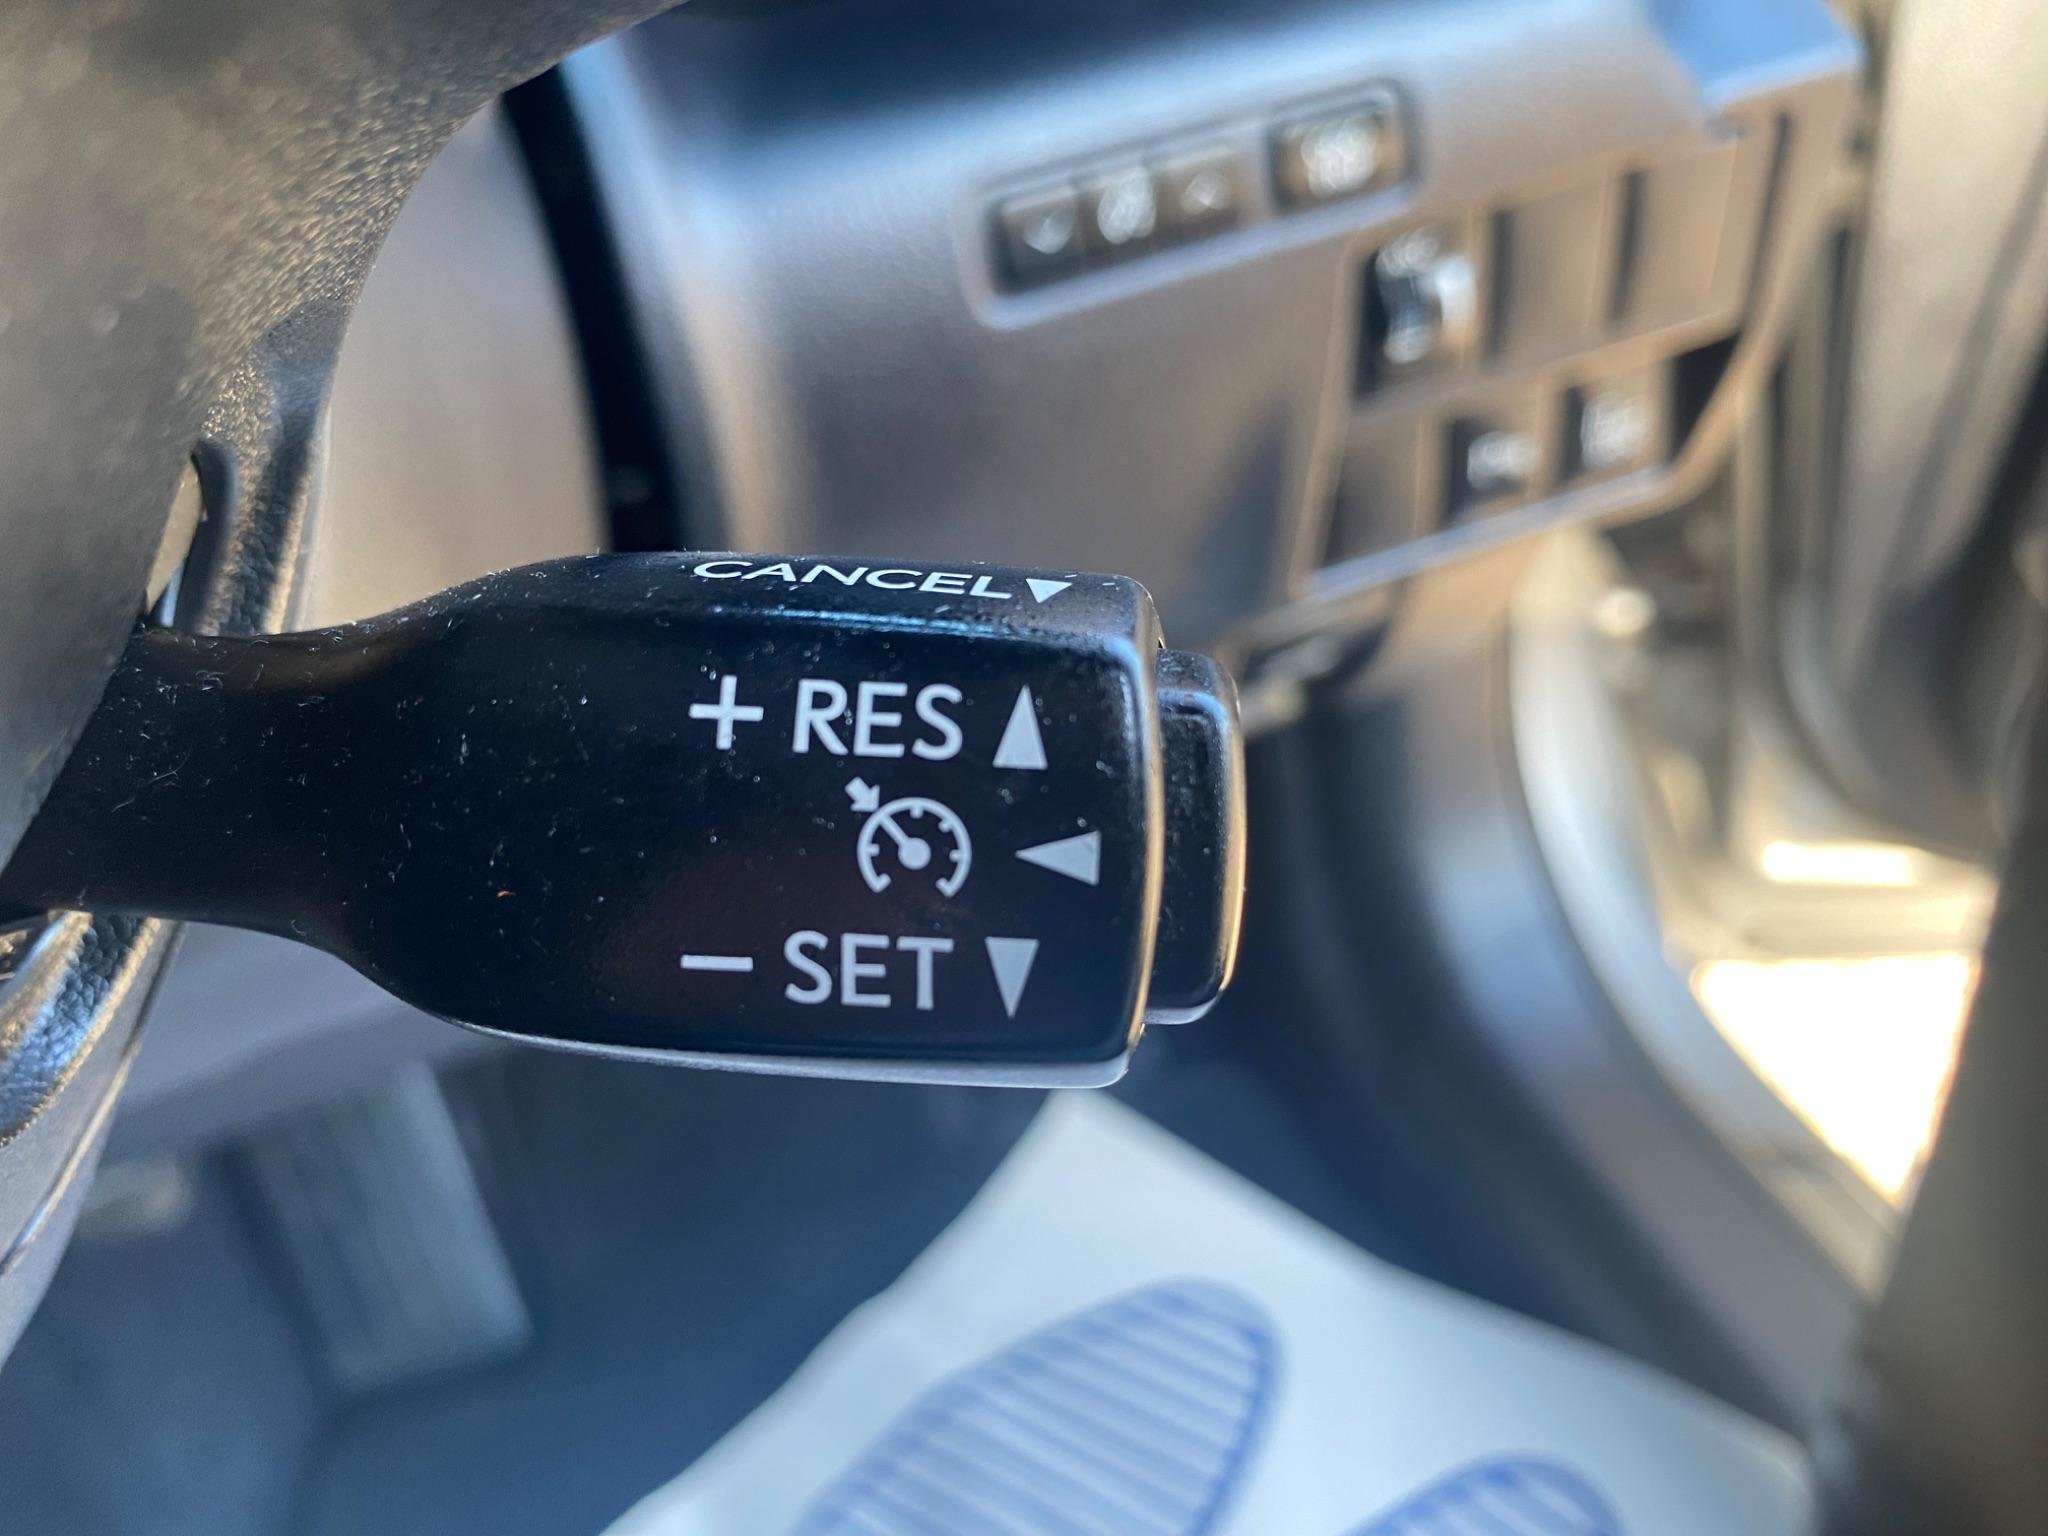 CANCEL▼
+ RES ▲
◀
− SET ▼